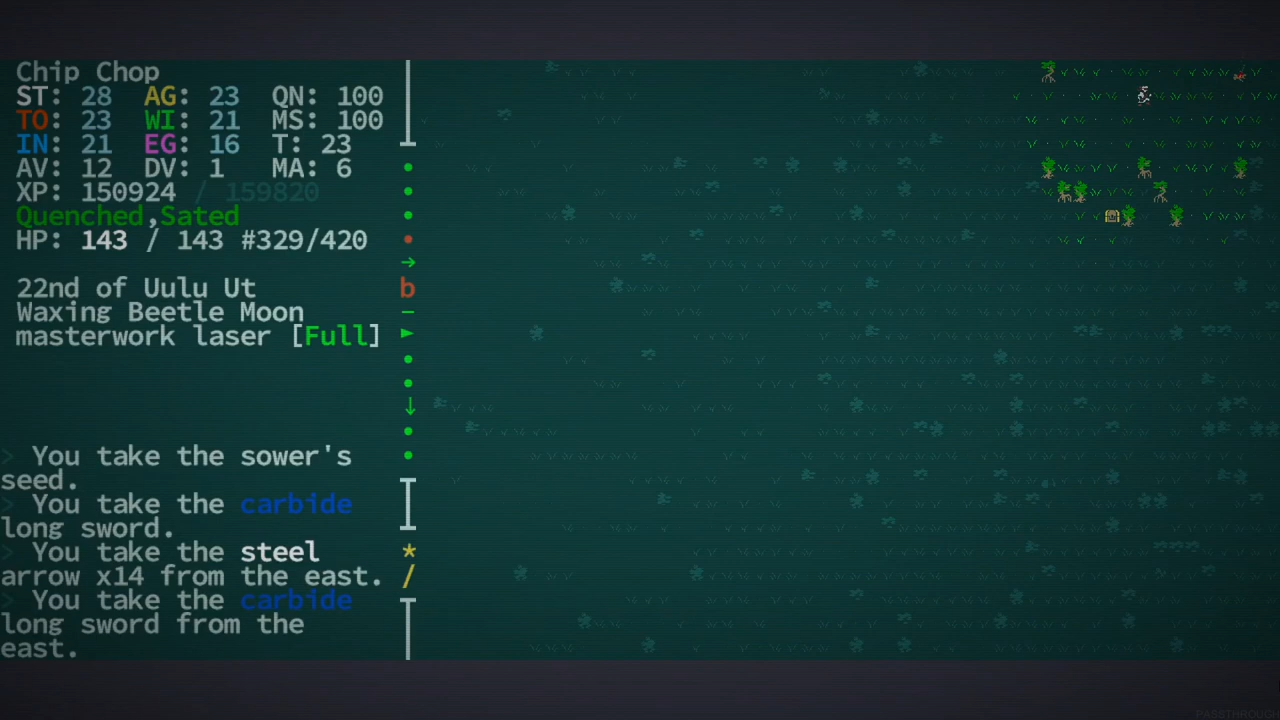 Chip Chop
ST: 28 AG: 23 QN: 100
TO: 23 WI: 21 MS: 100
IN: 21 EG: 16 T: 23
AV: 12 DV: 1 MA: 6
XP: 150924 / 159820
Quenched,Sated
HP: 143 / 143 #329/420
22nd of Uulu Ut
Waxing Beetle Moon
masterwork laser [Full]
b
> You take the sower's
seed.
> You take the carbide
long sword.
> You take the steel
arrow x14 from the east.
> You take the carbide
long sword from the
east.
* 
/